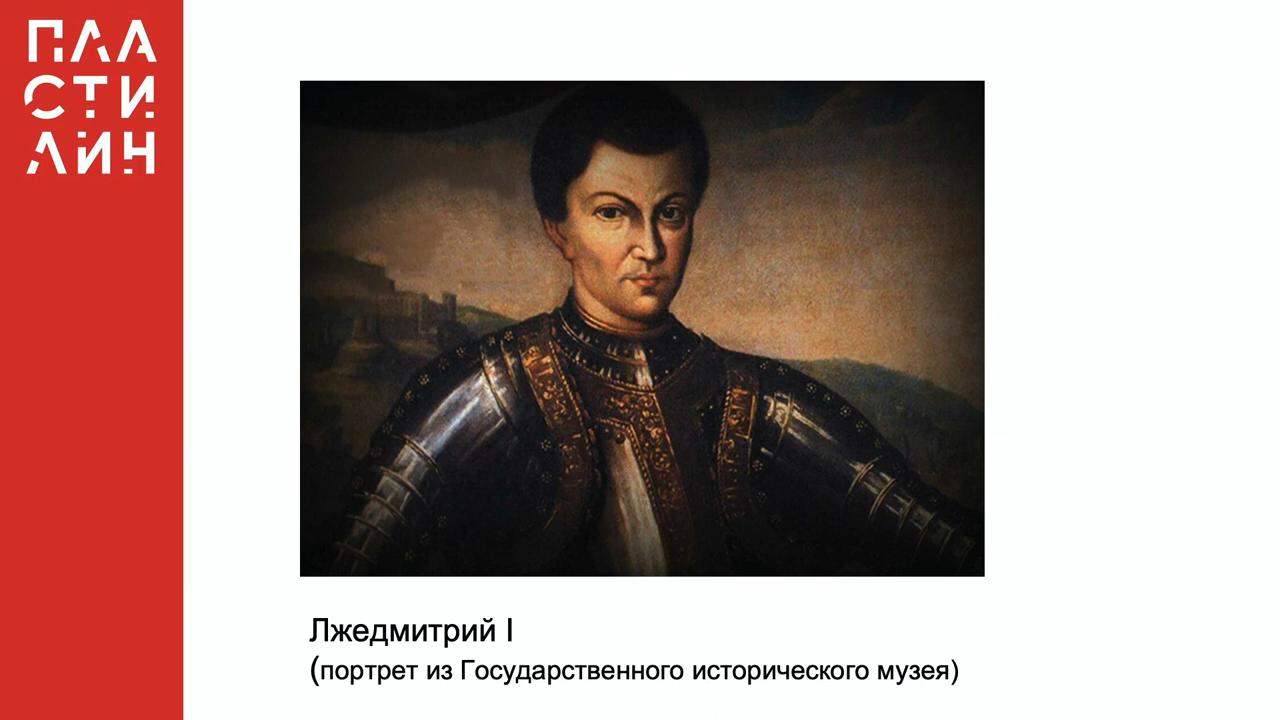 ПЛА
СТИ
ЛИН
Лжедмитрий I
(портрет из Государственного исторического музея)